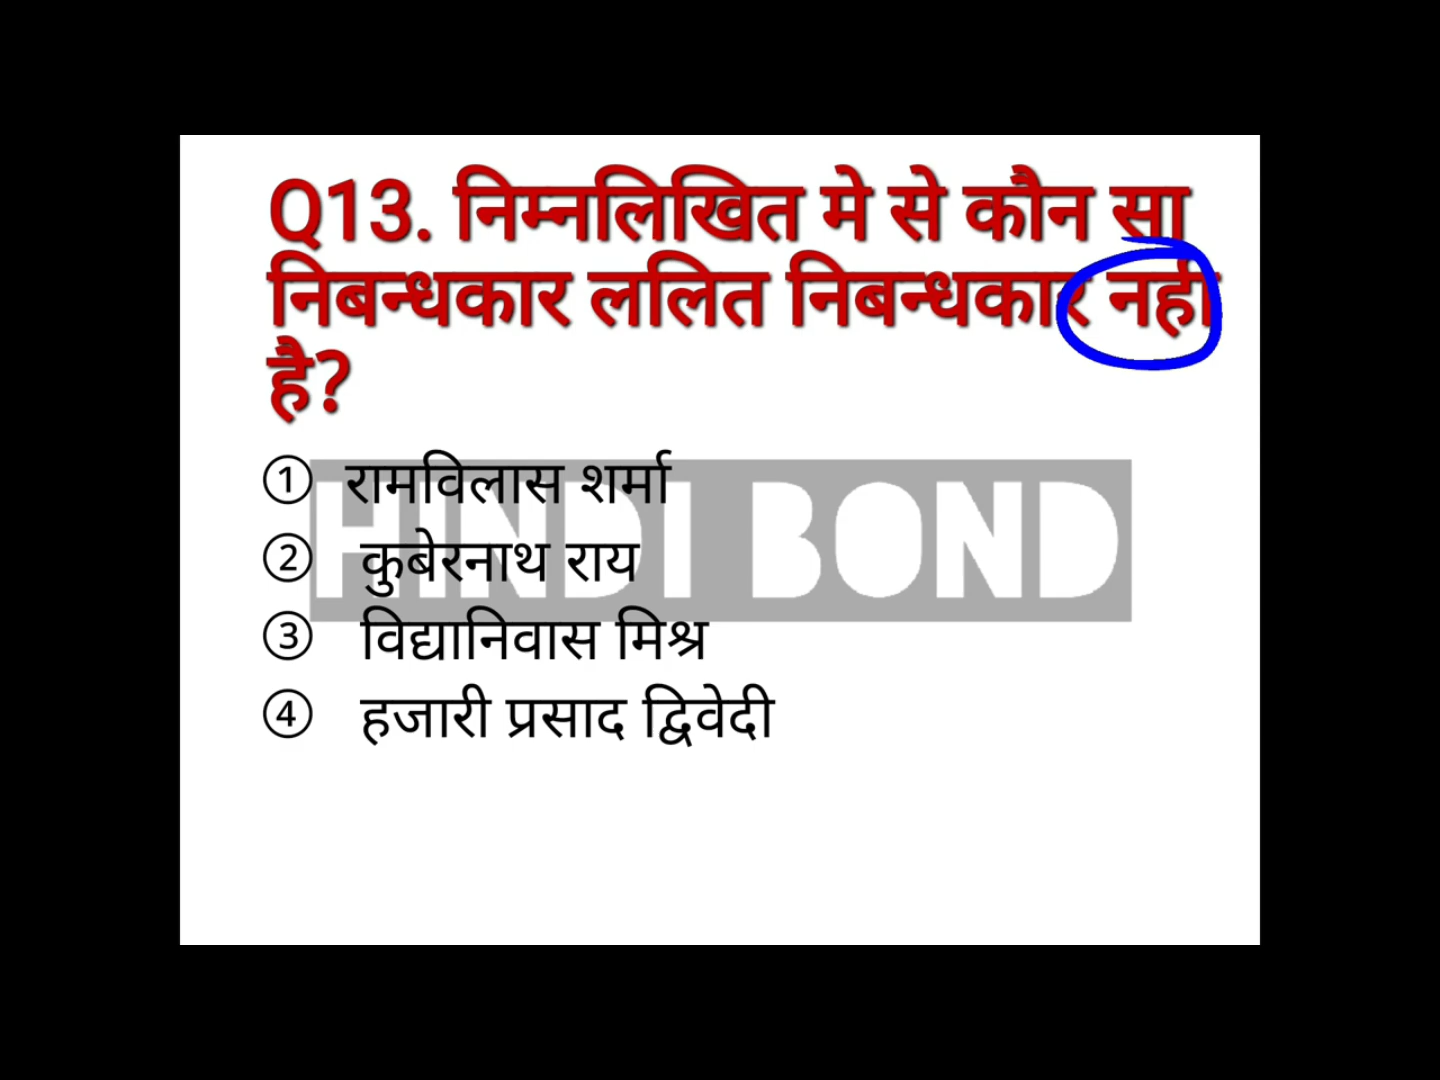 Q13. निम्नलिखित मे से कौन सा
निबन्धकार ललित निबन्धकार नही
है?
① रामविलास शर्मा
② कुबेरनाथ राय
③ विद्यानिवास मिश्र
④ हजारी प्रसाद द्विवेदी
HINDI BOND